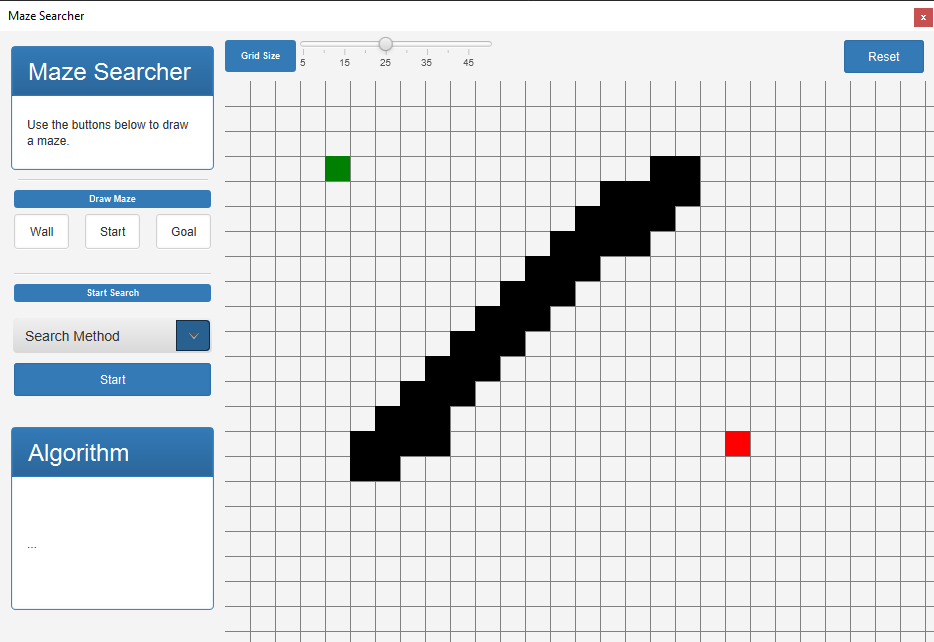 Maze Searcher
x
Maze Searcher
Use the buttons below to draw
a maze.
Grid Size
5 15 25 35 45
Reset
Draw Maze
Wall Start Goal
Start Search
Search Method
Start
Algorithm
...